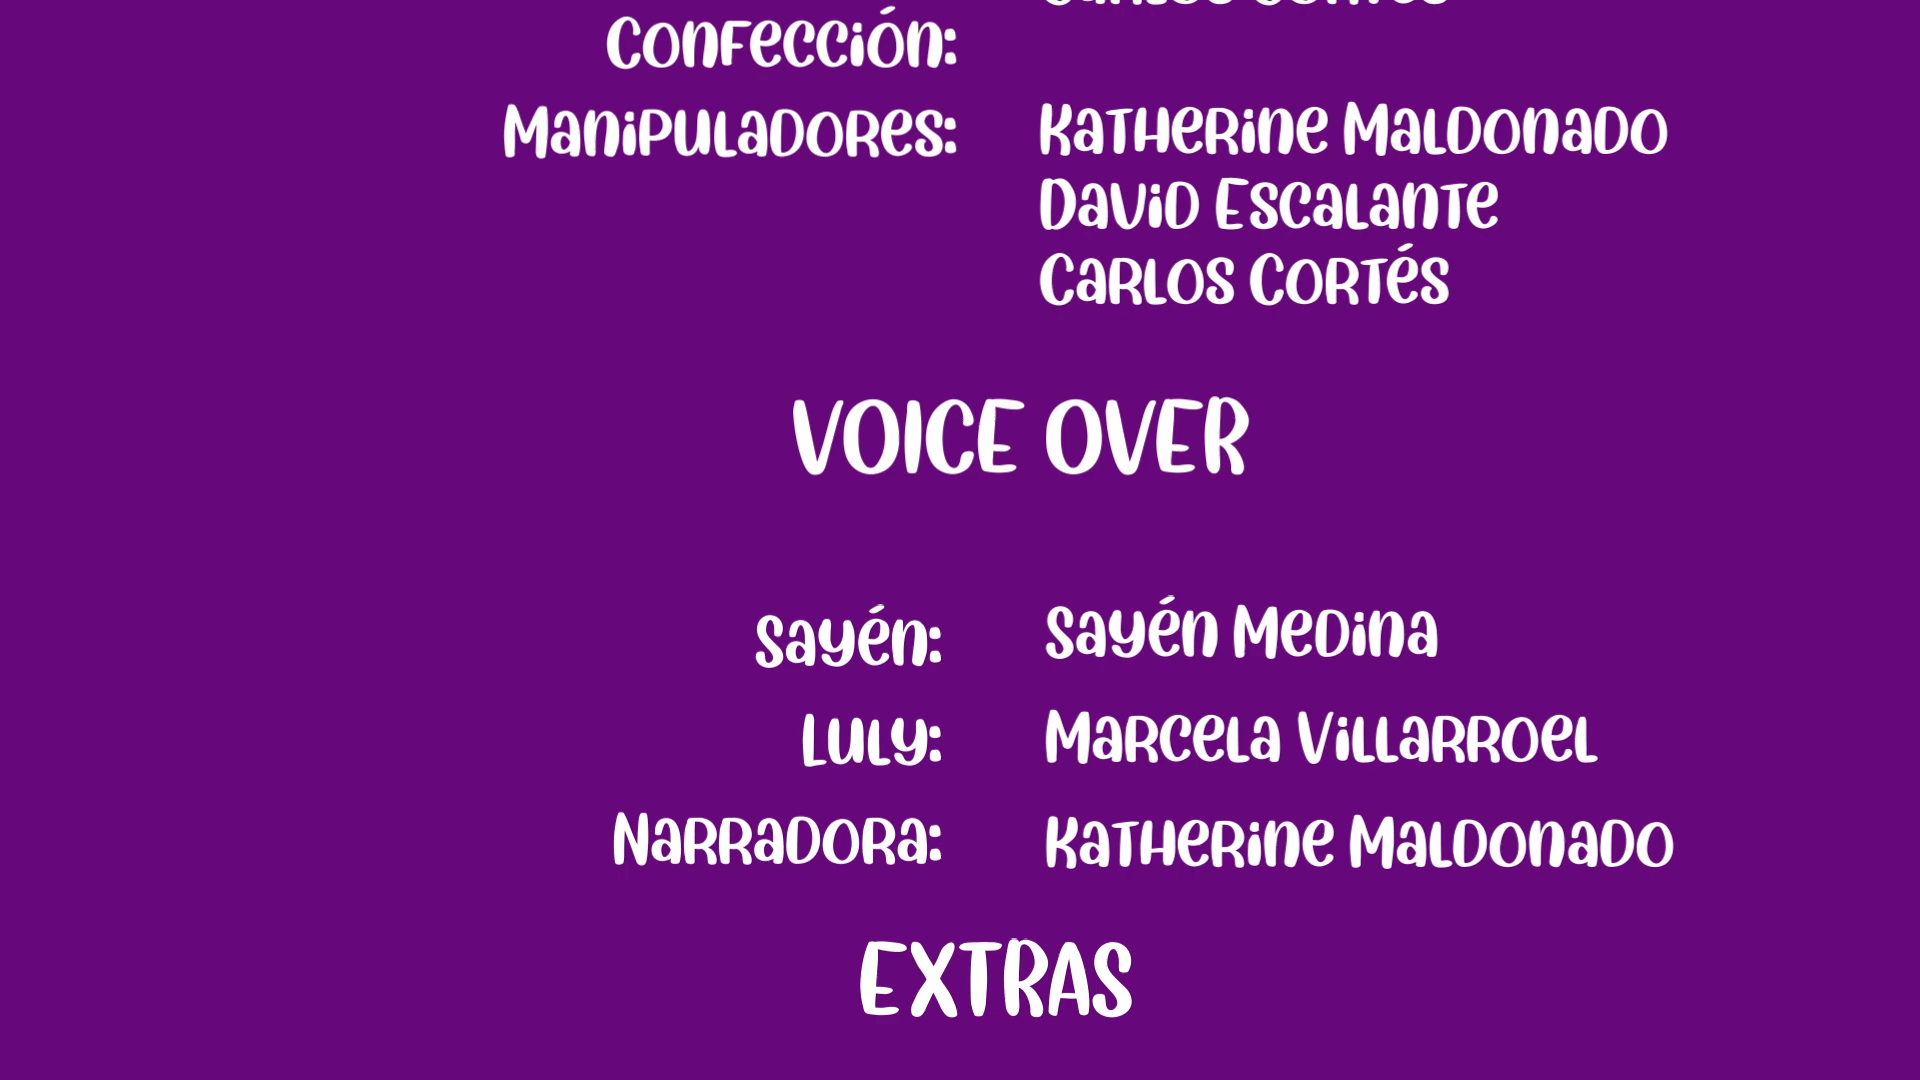 Confección:
Manipuladores: Katherine Maldonado
David Escalante
Carlos Cortés
VOICE OVER
Sayén: Sayén Medina
Luly: Marcela Villarroel
Narradora: Katherine Maldonado
EXTRAS